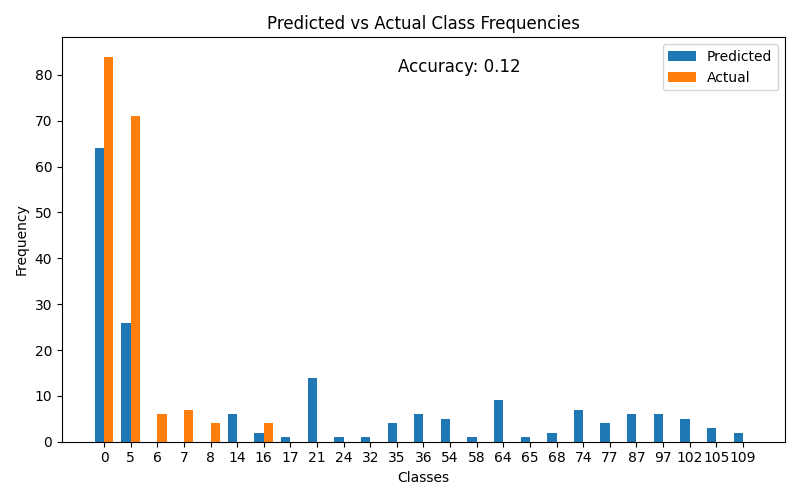 Predicted vs Actual Class Frequencies
Accuracy: 0.12
Predicted
Actual
Frequency
80
70
60
50
40
30
20
10
0
0 5 6 7 8 14 16 17 21 24 32 35 36 54 58 64 65 68 74 77 87 97 102 105 109
Classes